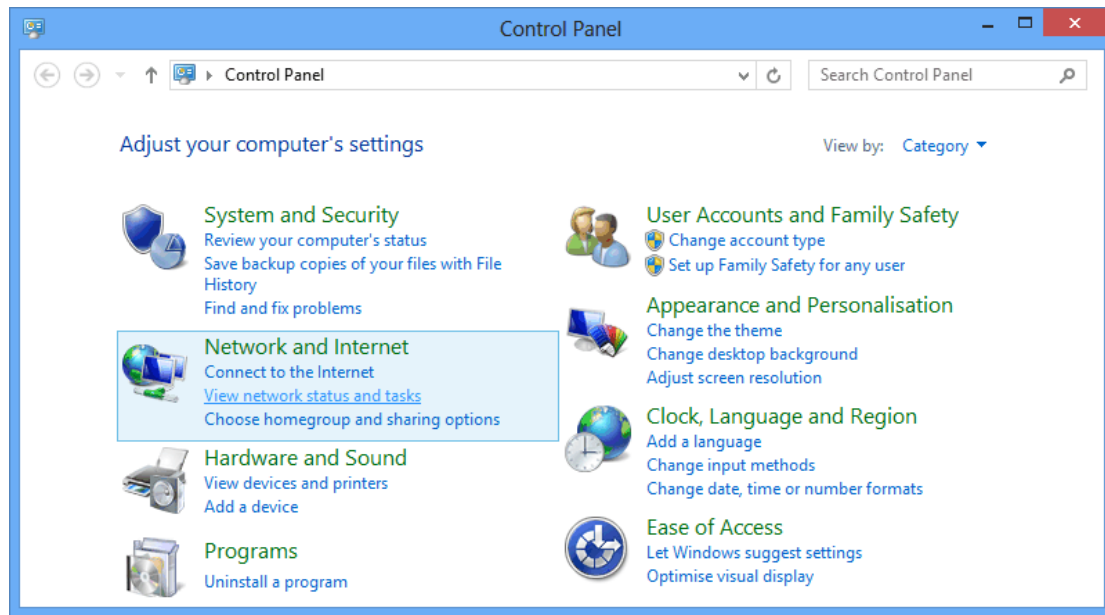 Control Panel
Control Panel
Search Control Panel
Adjust your computer's settings
View by: Category
System and Security
Review your computer's status
Save backup copies of your files with File
History
Find and fix problems
Network and Internet
Connect to the Internet
View network status and tasks
Choose homegroup and sharing options
Hardware and Sound
View devices and printers
Add a device
Programs
Uninstall a program
User Accounts and Family Safety
Change account type
Set up Family Safety for any user
Appearance and Personalisation
Change the theme
Change desktop background
Adjust screen resolution
Clock, Language and Region
Add a language
Change input methods
Change date, time or number formats
Ease of Access
Let Windows suggest settings
Optimise visual display